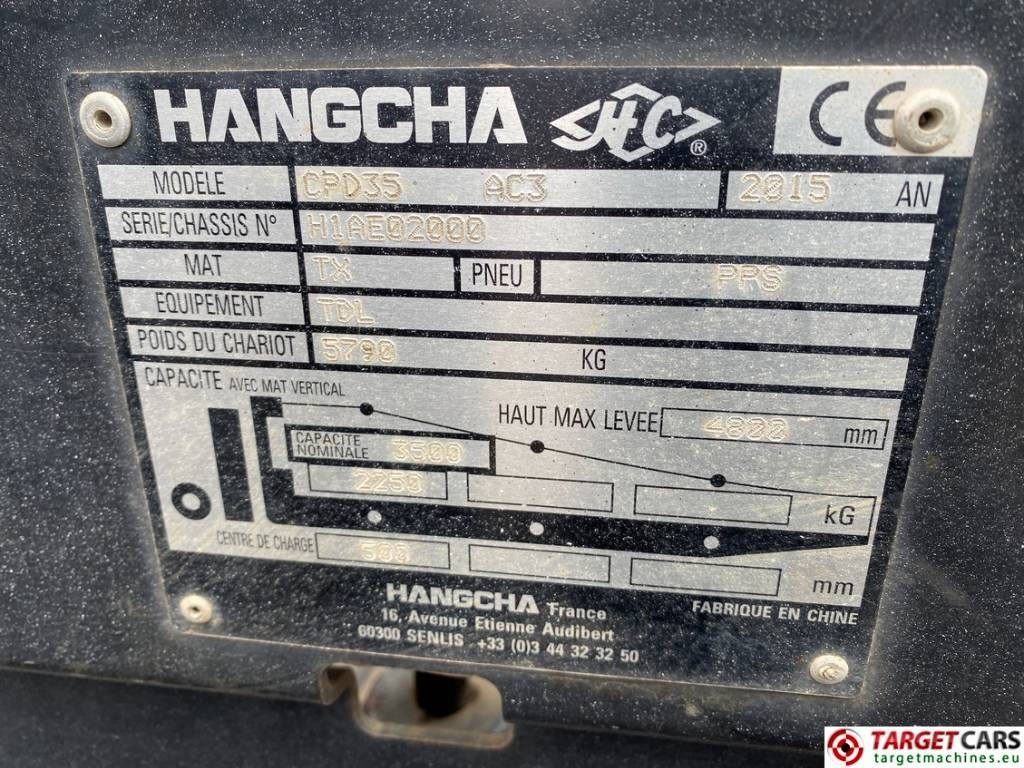 HANGCHA HC ® CE
MODELE CPD35 AC3 2015 AN
SERIE/CHASSIS N° H1AE02000
MAT TX PNEU PPS
EQUIPEMENT TDL
POIDS DU CHARIOT 5790 KG
CAPACITE AVEC MAT VERTICAL
HAUT MAX LEVEE 4800 mm
CAPACITE NOMINALE 3500
2250 kG
CENTRE DE CHARGE 500 mm
HANGCHA France
16, Avenue Etienne Audibert
60300 SENLIS +33 (0)3 44 32 32 50
FABRIQUE EN CHINE
TARGETCARS
targetmachines.eu